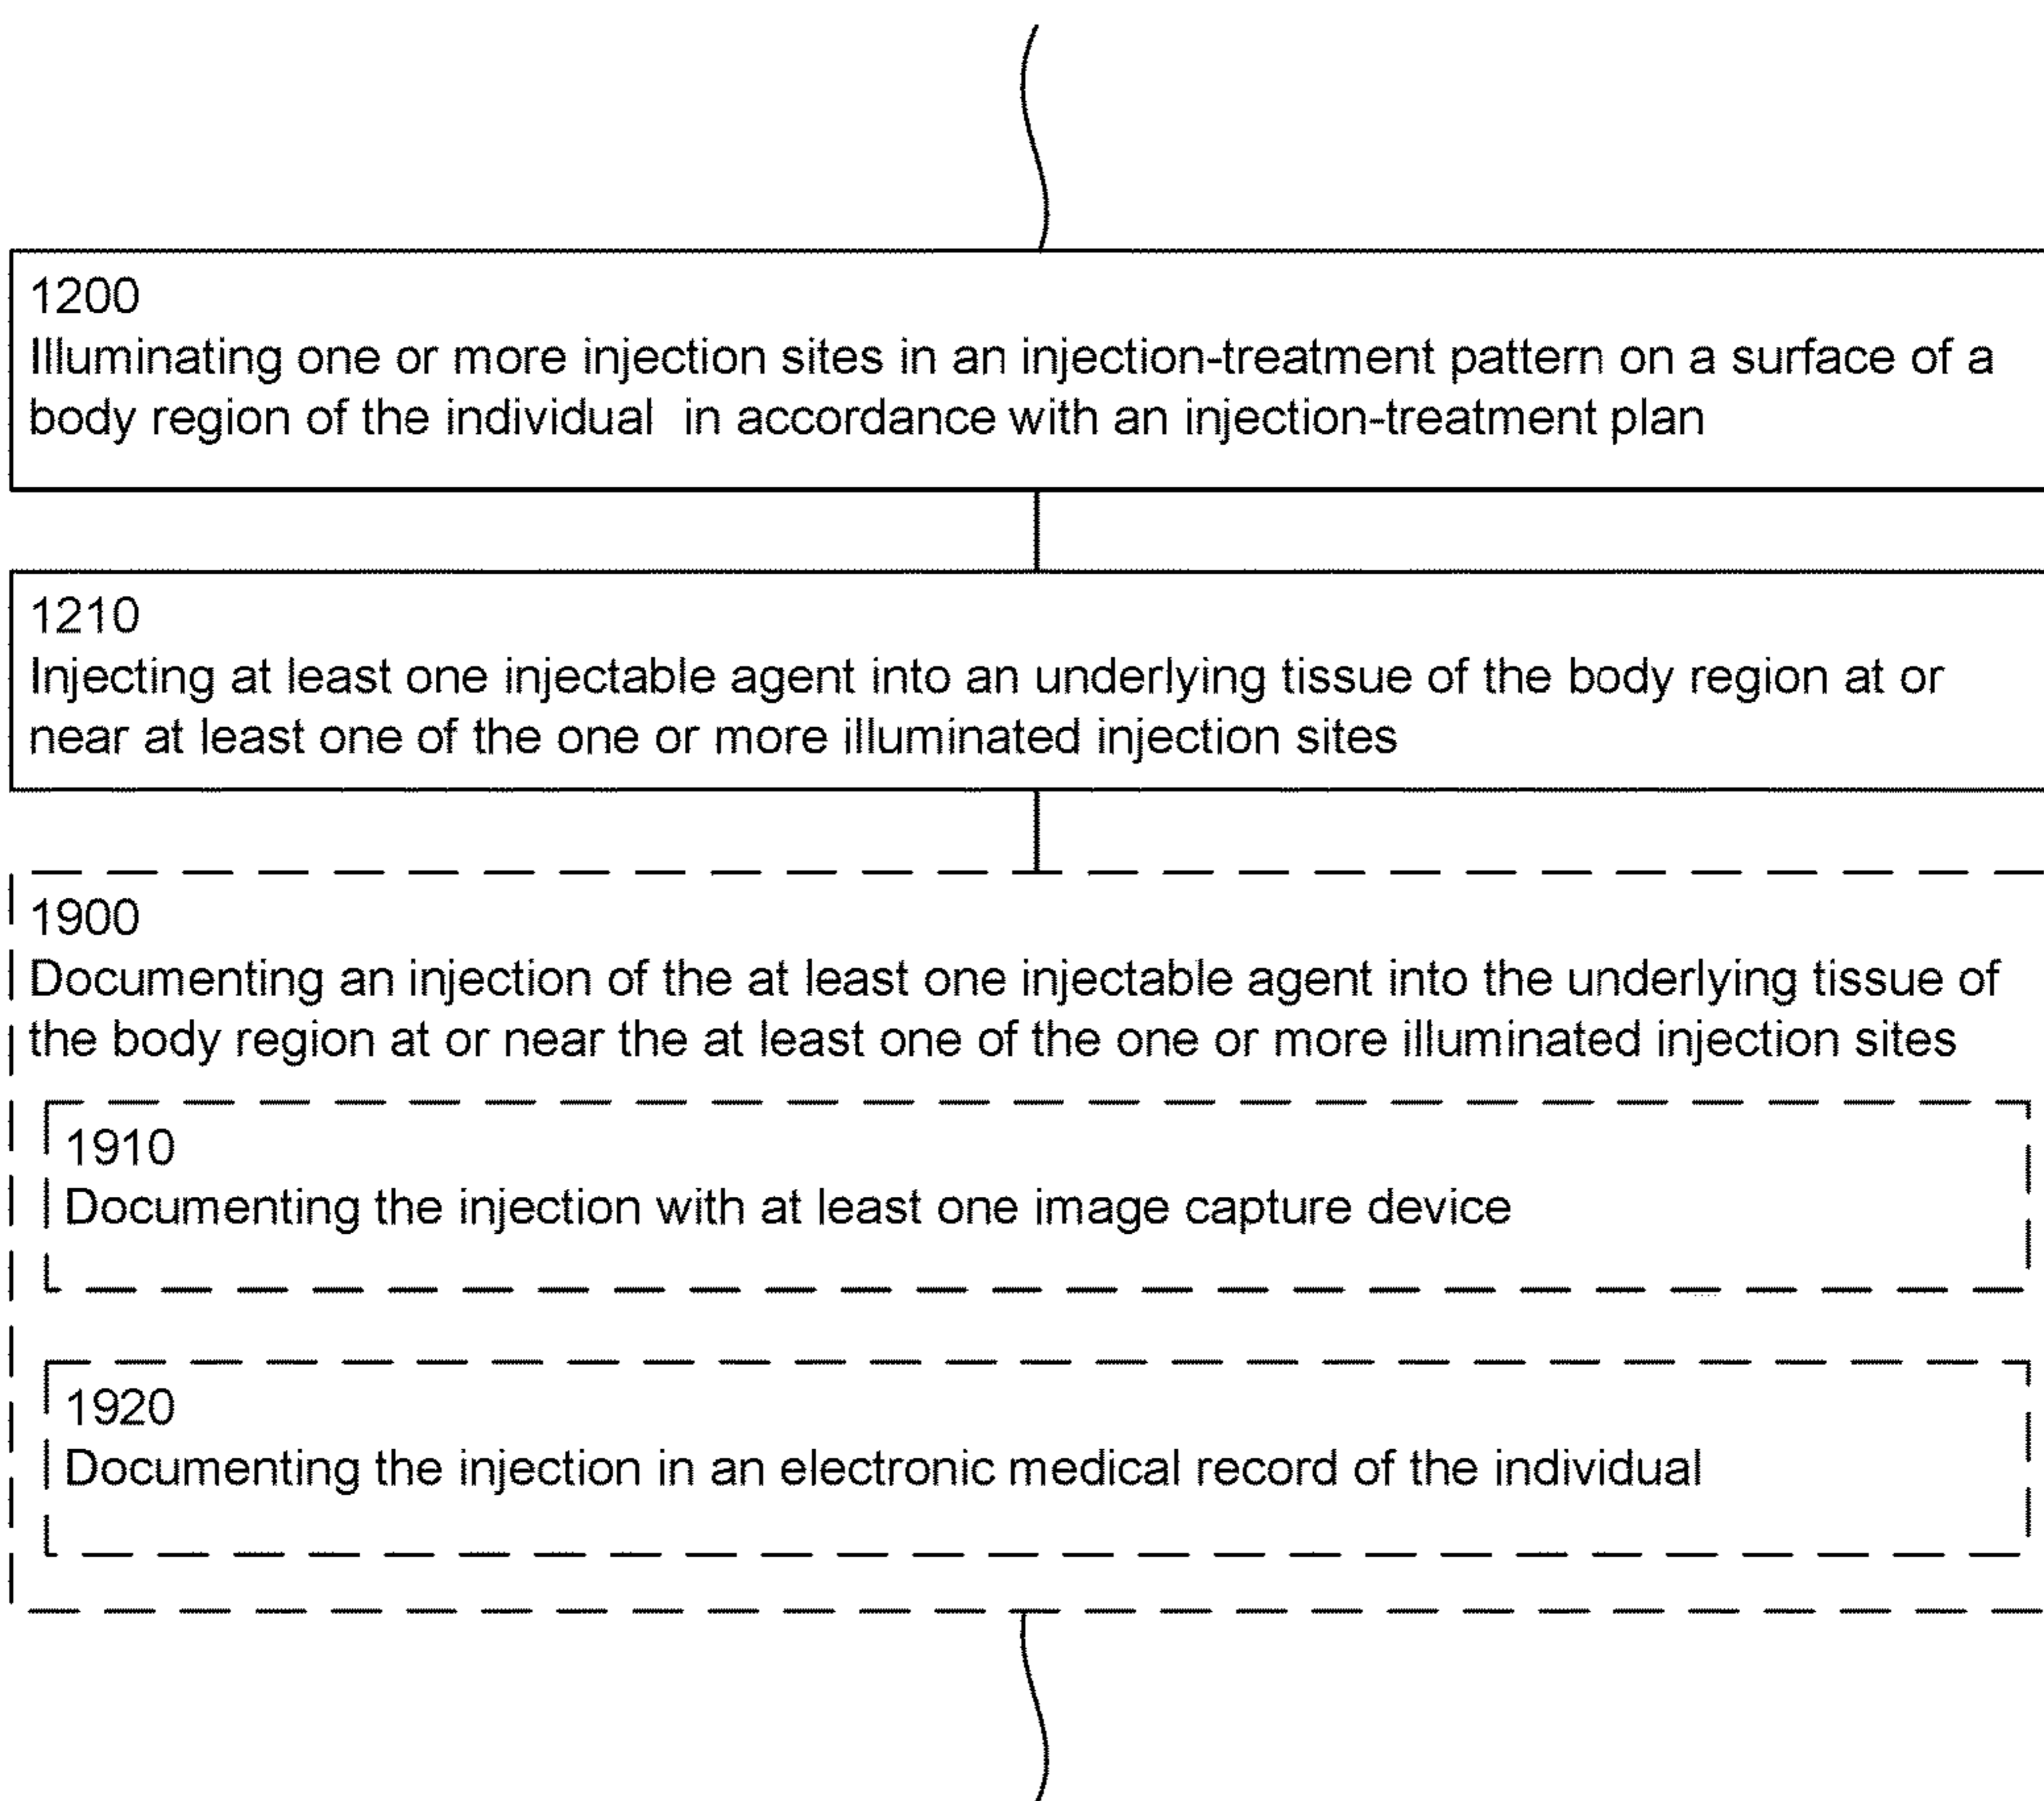 1200
Illuminating one or more injection sites in an injection-treatment pattern on a surface of a
body region of the individual  in accordance with an injection-treatment plan
1210
Injecting at least one injectable agent into an underlying tissue of the body region at or
near at least one of the one or more illuminated injection sites
1900
Documenting an injection of the at least one injectable agent into the underlying tissue of
the body region at or near the at least one of the one or more illuminated injection sites
1910
Documenting the injection with at least one image capture device
1920
Documenting the injection in an electronic medical record of the individual